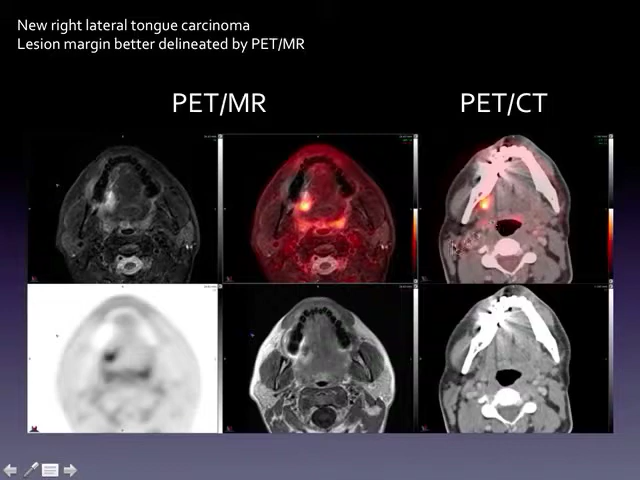 New right lateral tongue carcinoma
Lesion margin better delineated by PET/MR
PET/MR
PET/CT